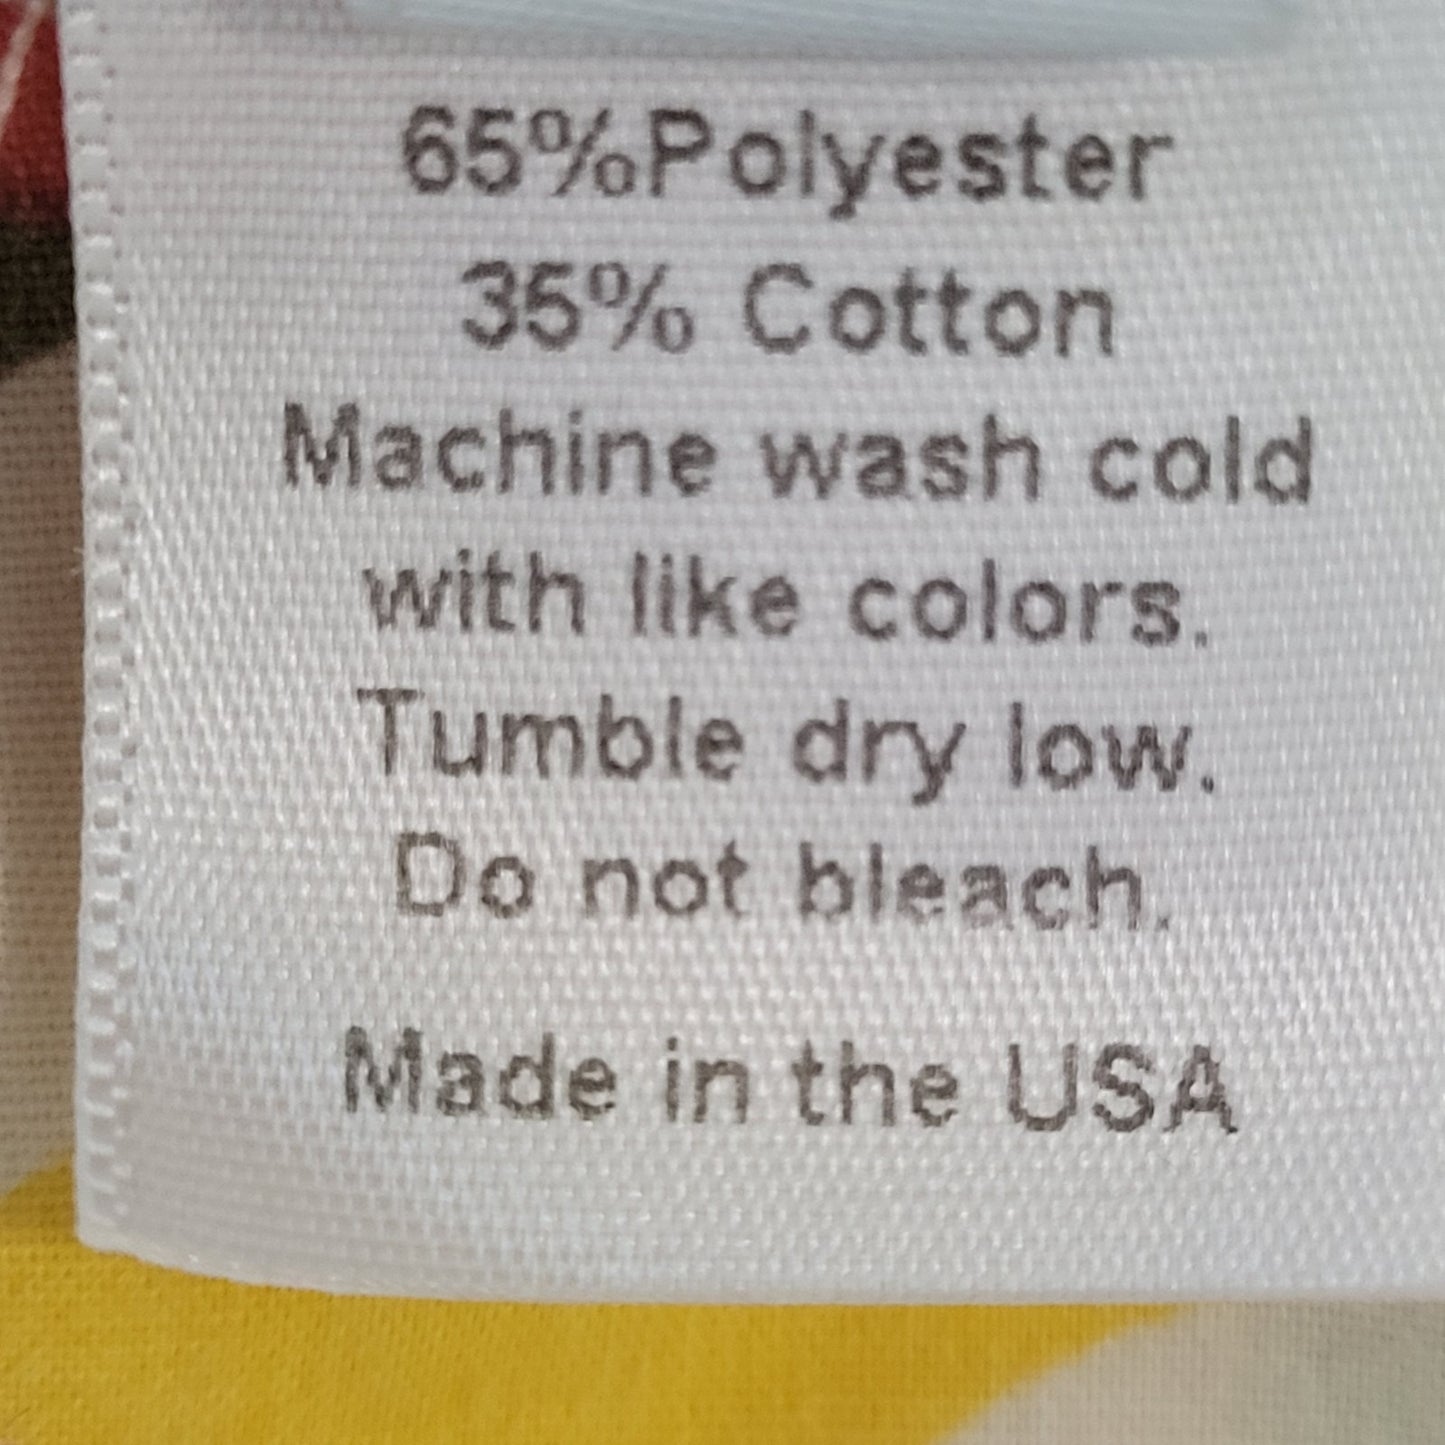 65%Polyester
35% Cotton
Machine wash cold
with like colors.
Tumble dry low.
Do not bleach.
Made in the USA